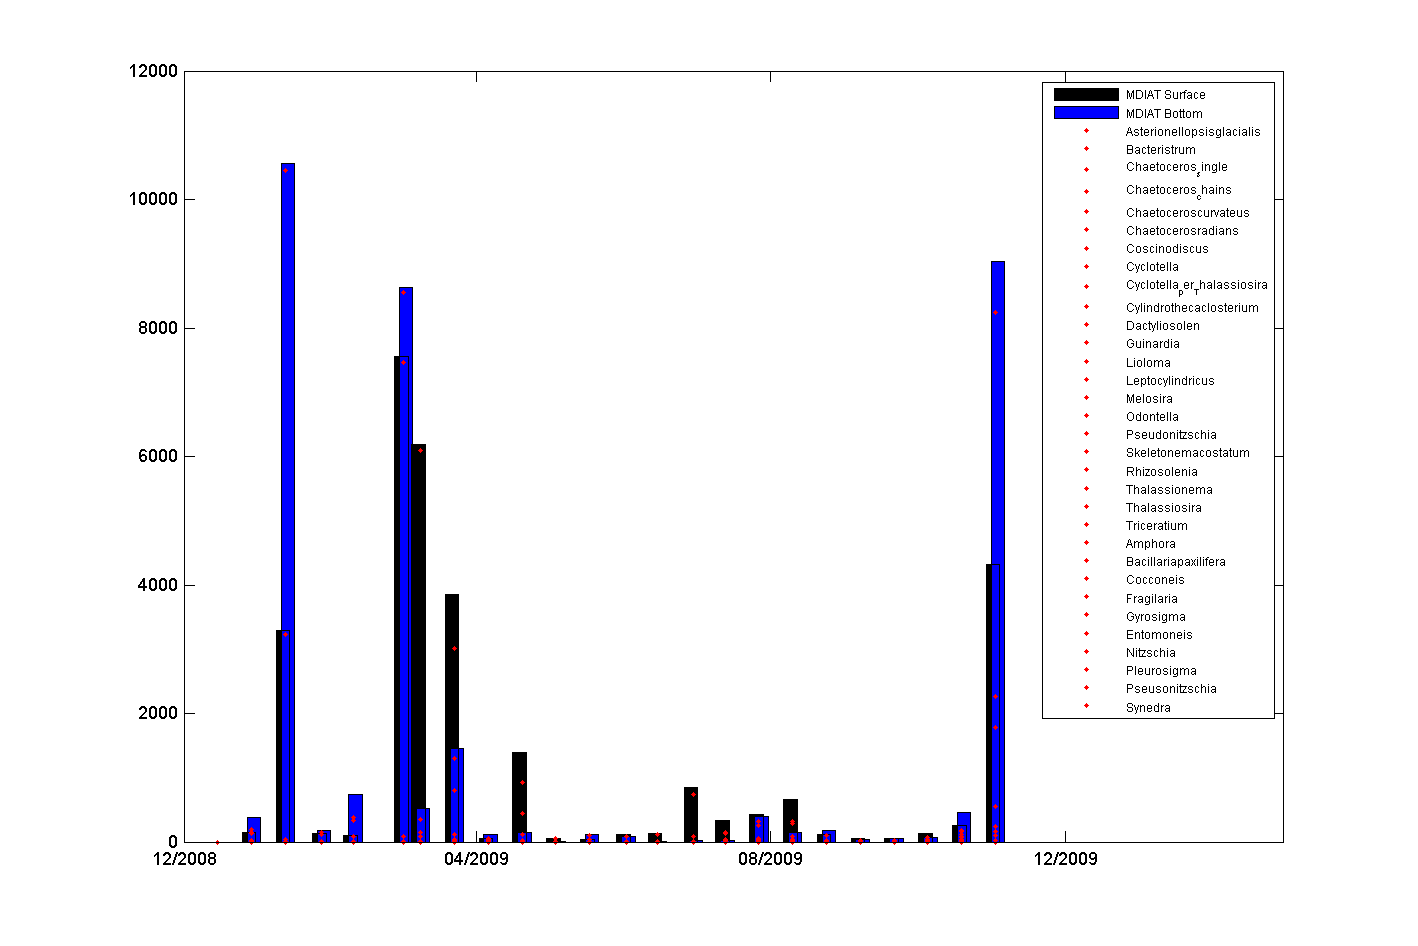 12000
10000
8000
6000
4000
2000
0
12/2008
04/2009
08/2009
12/2009
MDIAT Surface
MDIAT Bottom
Asterionellopsisglacialis
Bacteristrum
Chaetoceros_single
Chaetoceros_chains
Chaetoceroscurvateus
Chaetocerosradians
Coscinodiscus
Cyclotella
Cyclotella_per_Thalassiosira
Cylindrothecaclosterium
Dactyliosolen
Guinardia
Lioloma
Leptocylindricus
Melosira
Odontella
Pseudonitzschia
Skeletonemacostatum
Rhizosolenia
Thalassionema
Thalassiosira
Triceratium
Amphora
Bacillariapaxilifera
Cocconeis
Fragilaria
Gyrosigma
Entomoneis
Nitzschia
Pleurosigma
Pseusonitzschia
Synedra